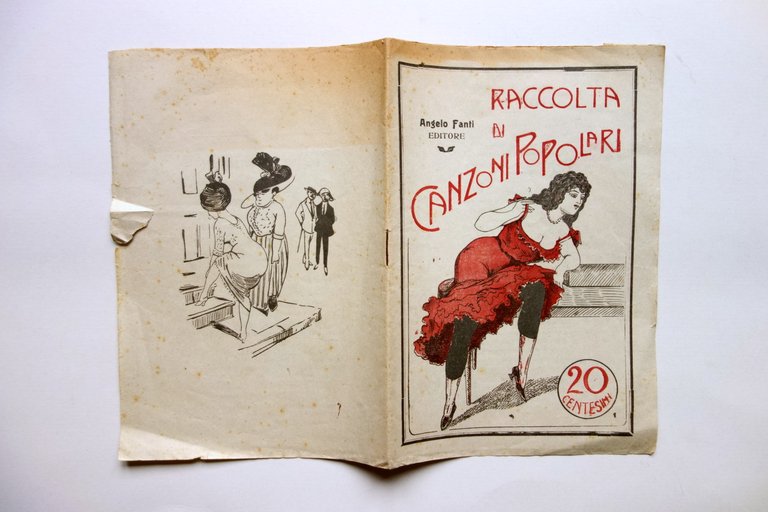 RACCOLTA
DI
CANZONI POPOLARI
Angelo Fanti
EDITORE
20
CENTESIMI